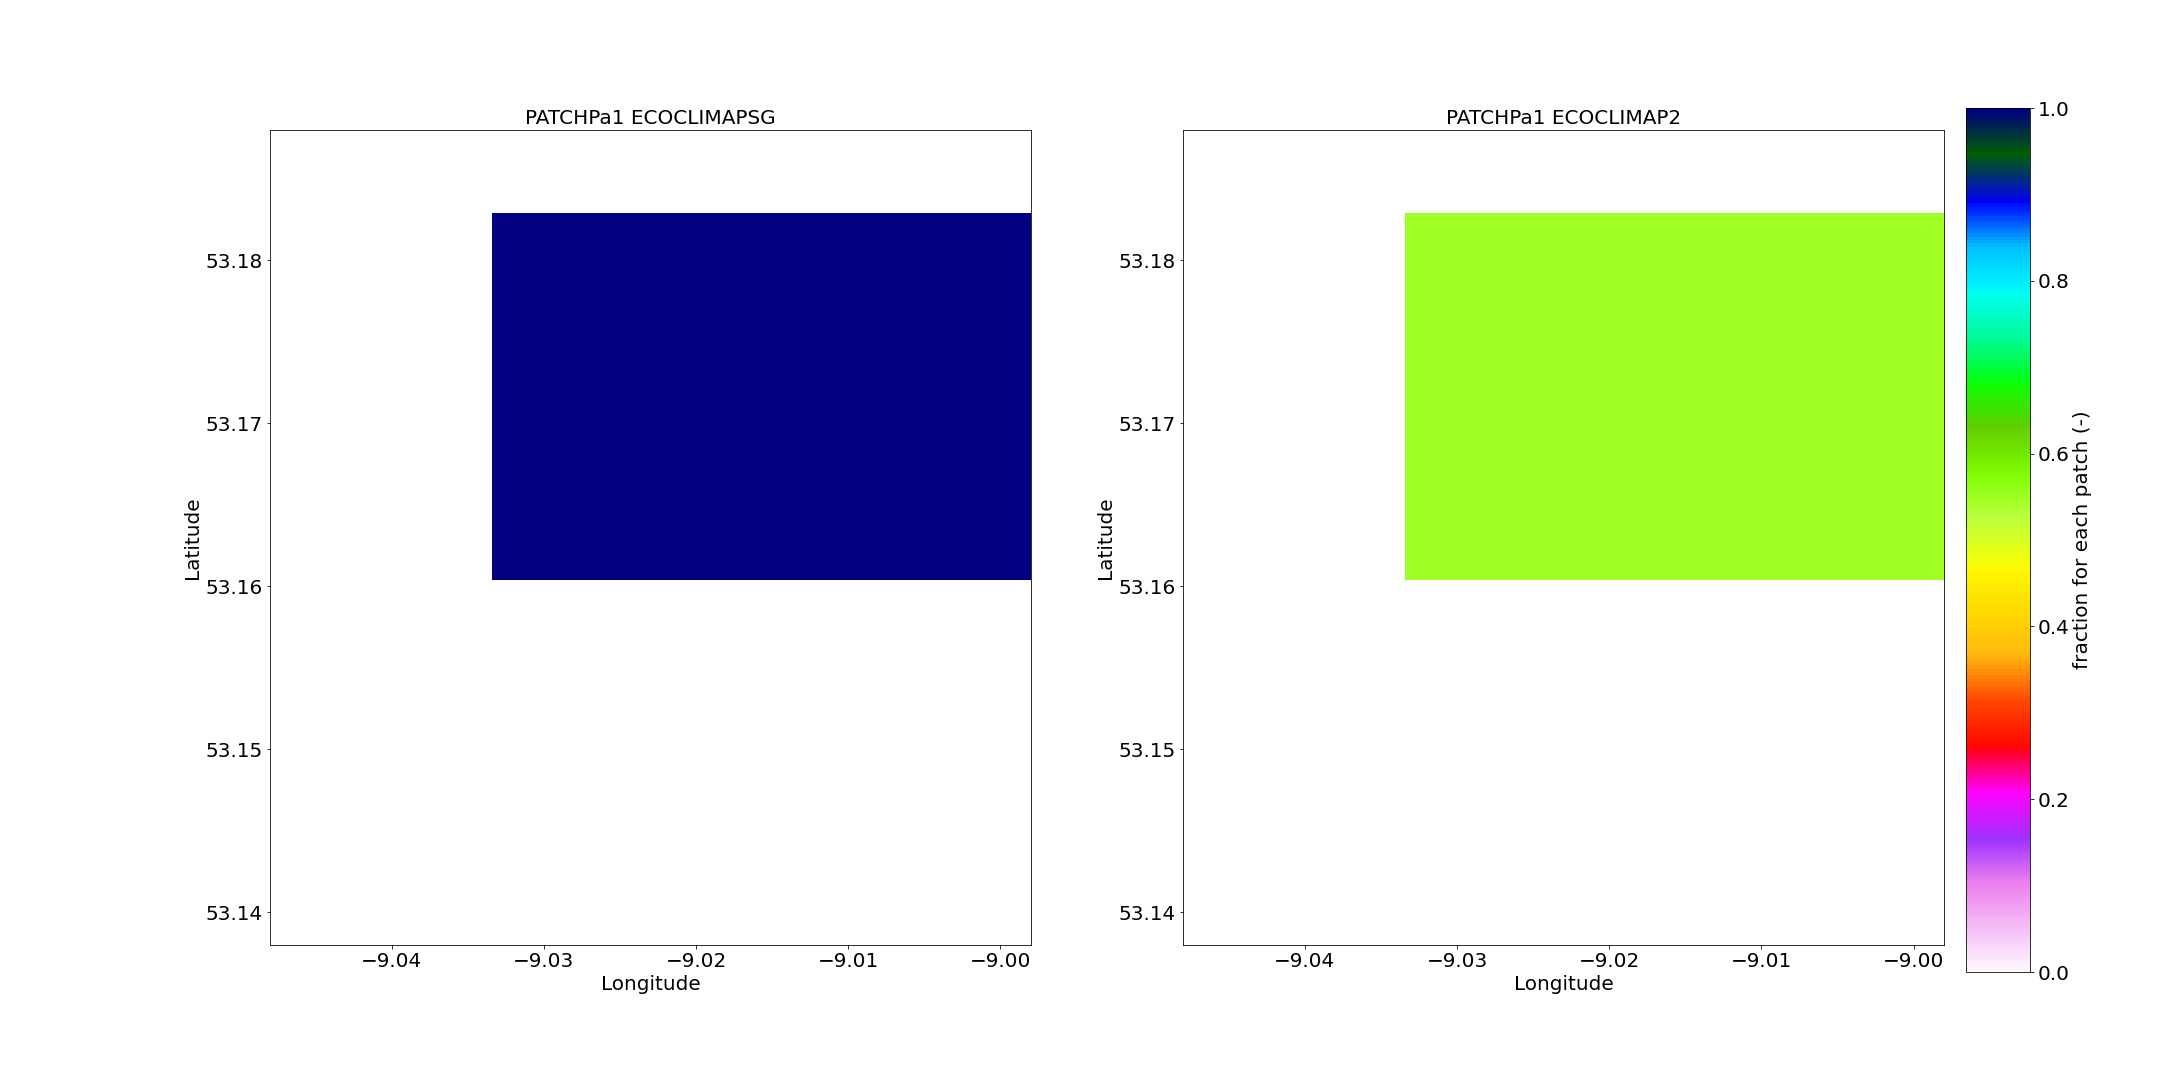 PATCHPa1 ECOCLIMAPSG
53.18
53.17
53.16
53.15
53.14
Latitude
−9.04 −9.03 −9.02 −9.01 −9.00
Longitude
PATCHPa1 ECOCLIMAP2
53.18
53.17
53.16
53.15
53.14
Latitude
−9.04 −9.03 −9.02 −9.01 −9.00
Longitude
1.0
0.8
0.6
0.4
0.2
0.0
fraction for each patch (-)